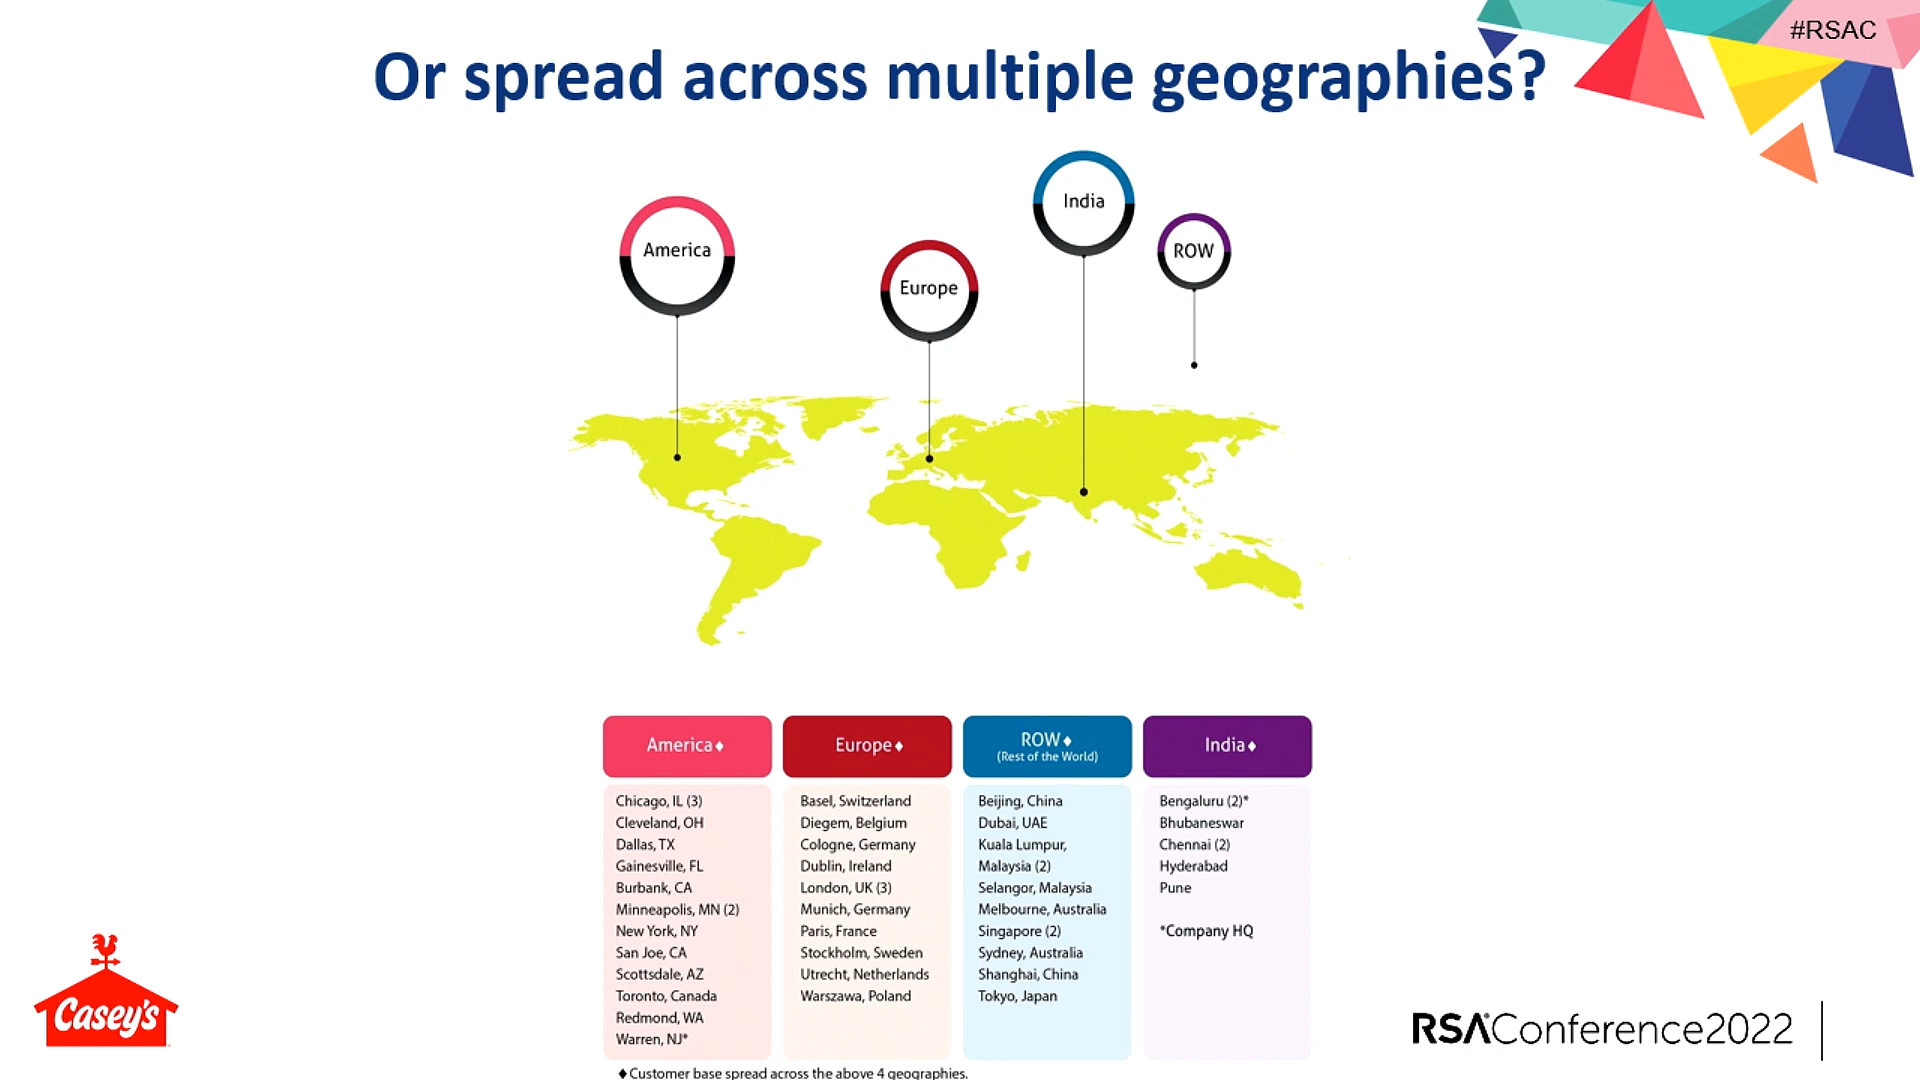 #RSAC
Or spread across multiple geographies?
America
Europe
India
ROW
America♦
Chicago, IL (3)
Cleveland, OH
Dallas, TX
Gainesville, FL
Burbank, CA
Minneapolis, MN (2)
New York, NY
San Joe, CA
Scottsdale, AZ
Toronto, Canada
Redmond, WA
Warren, NJ*
Europe♦
Basel, Switzerland
Diegem, Belgium
Cologne, Germany
Dublin, Ireland
London, UK (3)
Munich, Germany
Paris, France
Stockholm, Sweden
Utrecht, Netherlands
Warszawa, Poland
ROW♦
(Rest of the World)
Beijing, China
Dubai, UAE
Kuala Lumpur,
Malaysia (2)
Selangor, Malaysia
Melbourne, Australia
Singapore (2)
Sydney, Australia
Shanghai, China
Tokyo, Japan
India♦
Bengaluru (2)*
Bhubaneswar
Chennai (2)
Hyderabad
Pune
*Company HQ
♦Customer base spread across the above 4 geographies.
Casey's
RSAConference2022